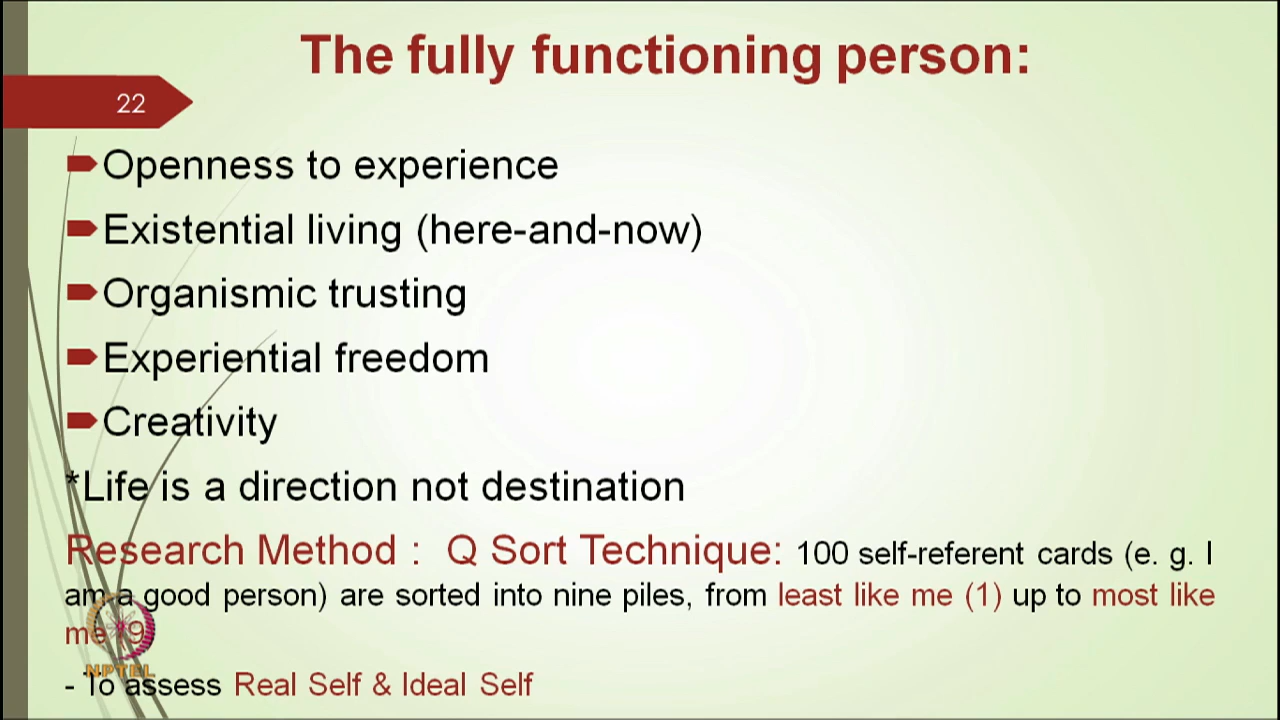 The fully functioning person:
22
Openness to experience
Existential living (here-and-now)
Organismic trusting
Experiential freedom
Creativity
*Life is a direction not destination
Research Method : Q Sort Technique: 100 self-referent cards (e. g. I
am a good person) are sorted into nine piles, from least like me (1) up to most like
me (9)
NPTEL
- To assess Real Self & Ideal Self